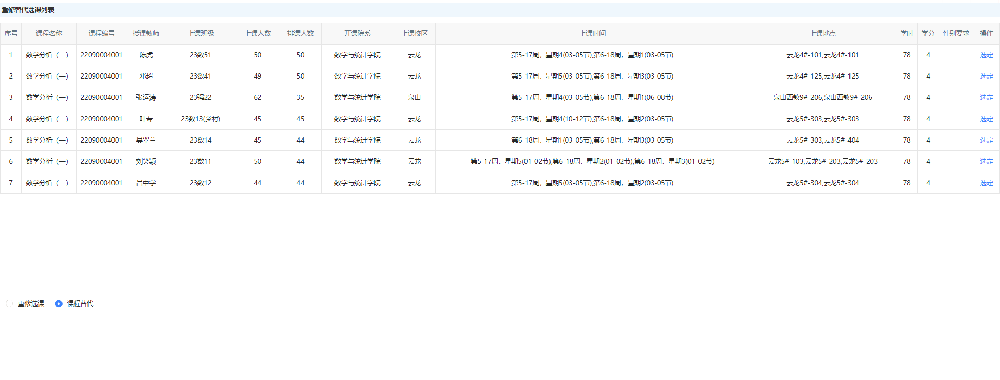 重修替代选课列表
序号 课程名称 课程编号 授课教师 上课班级 上课人数 排课人数 开课院系 上课校区 上课时间 上课地点 学时 学分 性别要求 操作
1 数学分析（一） 22090004001 陈虎 23数51 50 50 数学与统计学院 云龙 第5-17周，星期4(03-05节),第6-18周，星期1(03-05节) 云龙4#-101,云龙4#-101 78 4 选定
2 数学分析（一） 22090004001 邓超 23数41 49 50 数学与统计学院 云龙 第5-17周，星期5(03-05节),第6-18周，星期3(03-05节) 云龙4#-125,云龙4#-125 78 4 选定
3 数学分析（一） 22090004001 张运涛 23强22 62 35 数学与统计学院 泉山 第5-17周，星期4(03-05节),第6-18周，星期1(06-08节) 泉山西教9#-206,泉山西教9#-206 78 4 选定
4 数学分析（一） 22090004001 叶专 23数13(乡村) 45 45 数学与统计学院 云龙 第5-17周，星期4(10-12节),第6-18周，星期2(03-05节) 云龙5#-303,云龙5#-303 78 4 选定
5 数学分析（一） 22090004001 吴翠兰 23数14 45 44 数学与统计学院 云龙 第6-18周，星期1(03-05节),第6-18周，星期3(03-05节) 云龙5#-303,云龙5#-404 78 4 选定
6 数学分析（一） 22090004001 刘笑颖 23数11 50 44 数学与统计学院 云龙 第5-17周，星期5(01-02节),第6-18周，星期2(01-02节),第6-18周，星期3(01-02节) 云龙5#-103,云龙5#-203,云龙5#-203 78 4 选定
7 数学分析（一） 22090004001 吕中学 23数12 44 44 数学与统计学院 云龙 第5-17周，星期5(03-05节),第6-18周，星期2(03-05节) 云龙5#-304,云龙5#-304 78 4 选定
重修选课 课程替代